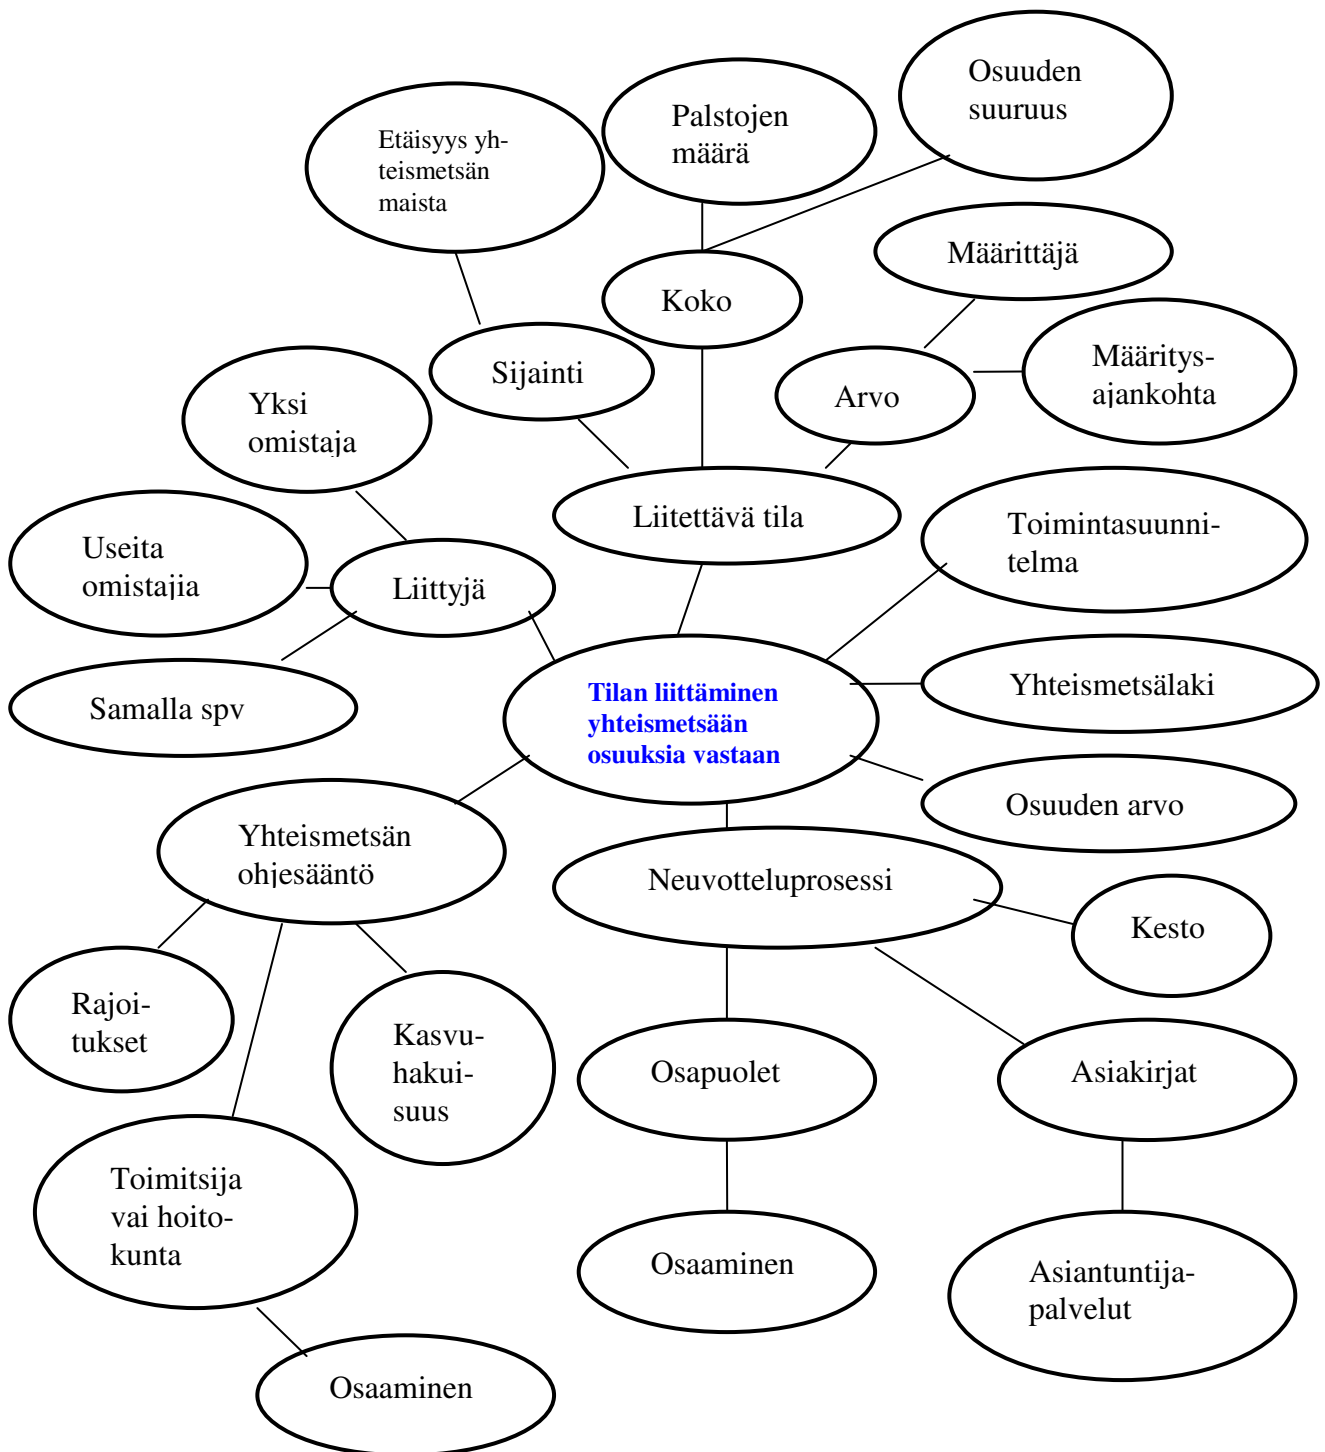 Osuuden
suuruus
Palstojen
määrä
Etäisyys yh-
teismetsän
maista
Määrittäjä
Koko
Sijainti
Arvo
Määritys-
ajankohta
Yksi
omistaja
Liitettävä tila
Toimintasuunni-
telma
Useita
omistajia
Liittyjä
Samalla spv
Tilan liittäminen
yhteismetsään
osuuksia vastaan
Yhteismetsälaki
Osuuden arvo
Yhteismetsän
ohjesääntö
Neuvotteluprosessi
Kesto
Rajoi-
tukset
Kasvu-
hakui-
suus
Osapuolet
Asiakirjat
Toimitsija
vai hoito-
kunta
Osaaminen
Asiantuntija-
palvelut
Osaaminen